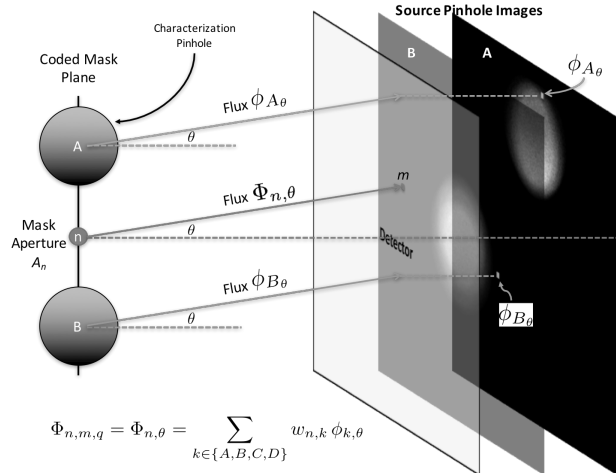 Source Pinhole Images
Characterization
Pinhole
Coded Mask
Plane
B
A
ϕ_{A_θ}
Flux ϕ_{A_θ}
A
θ
m
Flux Φ_{n,θ}
Mask
Aperture
A_n
n
θ
Detector
Flux ϕ_{B_θ}
B
θ
ϕ_{B_θ}
Φ_{n,m,q} = Φ_{n,θ} = ∑_{k∈{A,B,C,D}} w_{n,k} ϕ_{k,θ}